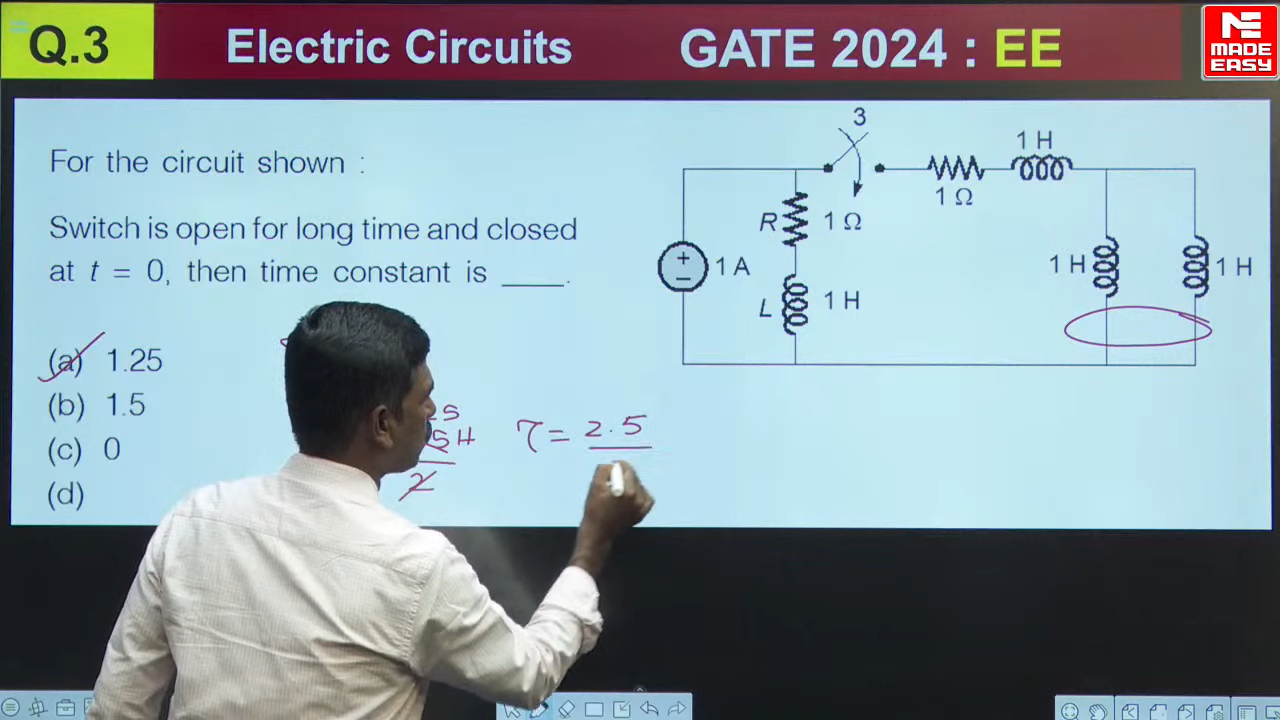 Q.3
Electric Circuits
GATE 2024 : EE
MADE
EASY
For the circuit shown :
Switch is open for long time and closed
at t = 0, then time constant is ____.
(a) 1.25
(b) 1.5
(c) 0
(d)
3
1 H
1 Ω
R 1 Ω
1 A
1 H
1 H
L 1 H
5 H
2
τ = 2.5